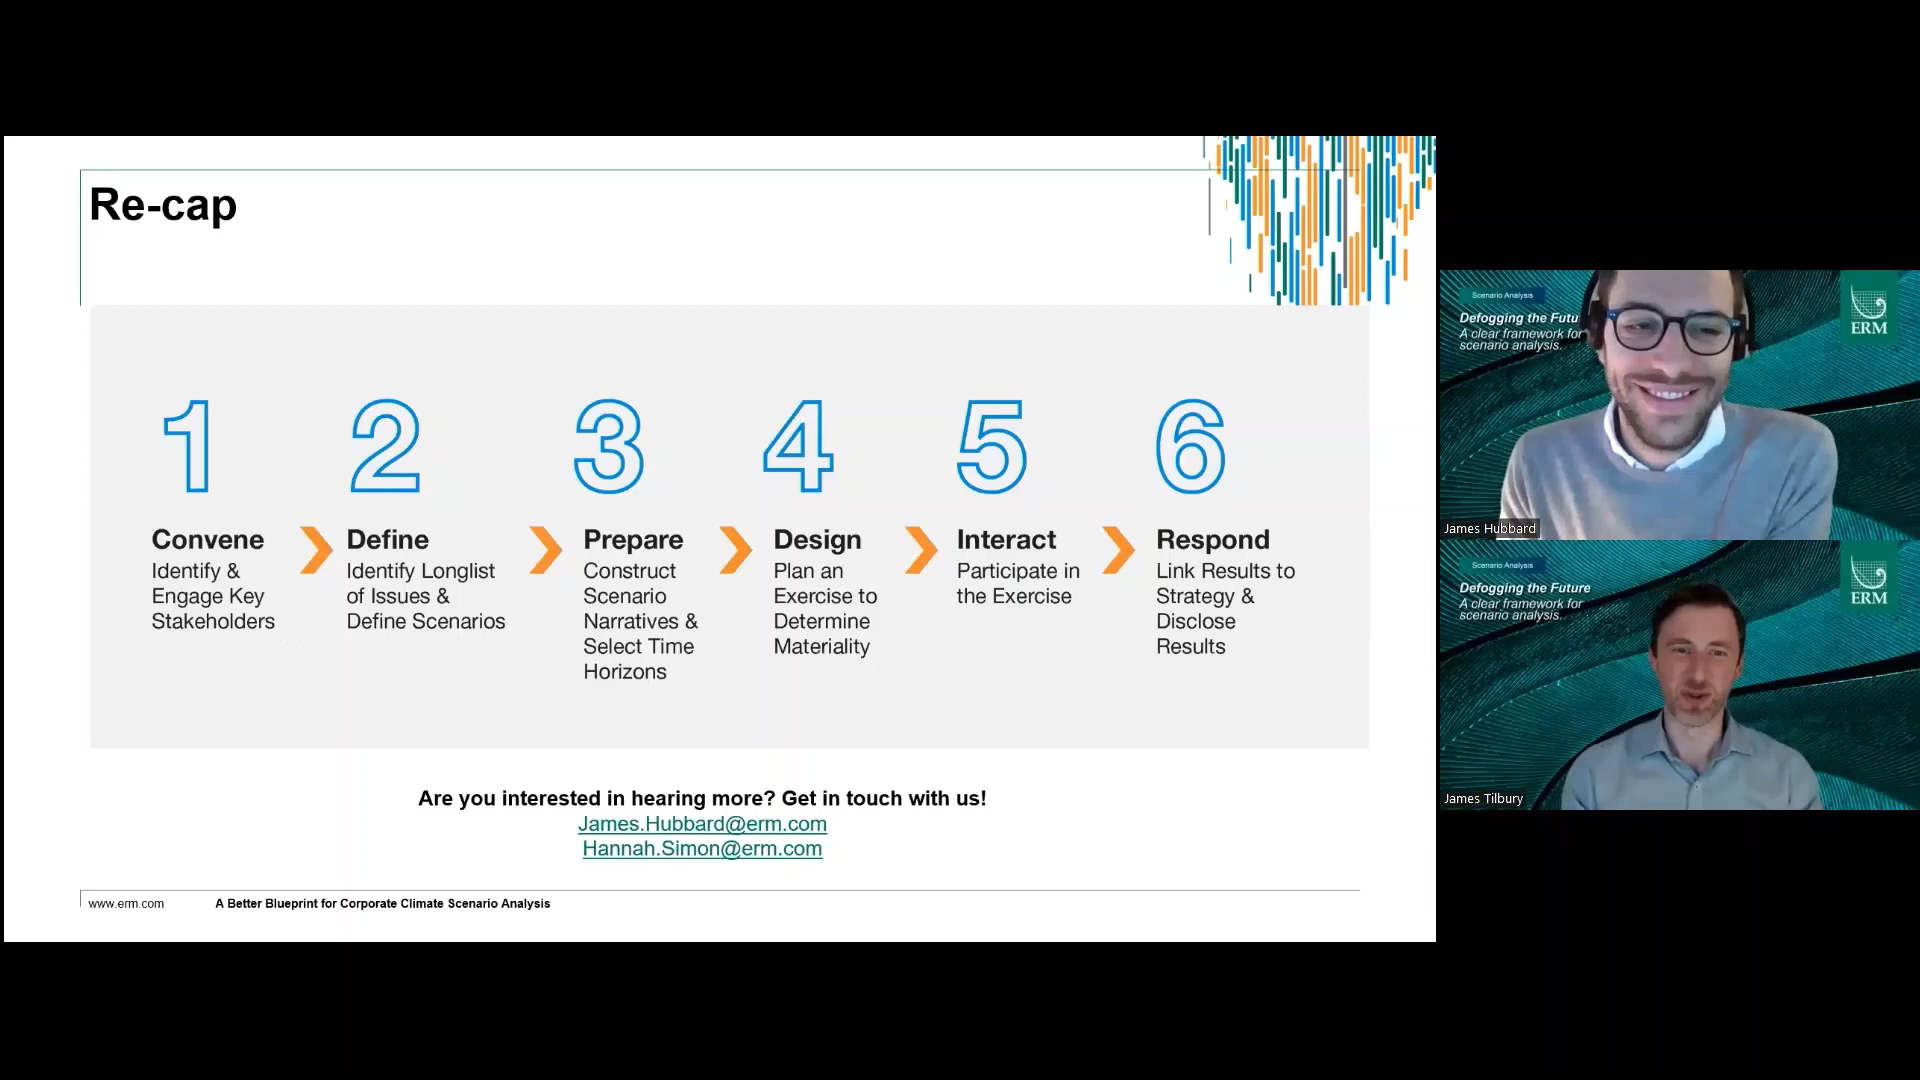 Re-cap
1
2
3
4
5
6
Convene
Identify &
Engage Key
Stakeholders
Define
Identify Longlist
of Issues &
Define Scenarios
Prepare
Construct
Scenario
Narratives &
Select Time
Horizons
Design
Plan an
Exercise to
Determine
Materiality
Interact
Participate in
the Exercise
Respond
Link Results to
Strategy &
Disclose
Results
Are you interested in hearing more? Get in touch with us!
James.Hubbard@erm.com
Hannah.Simon@erm.com
www.erm.com
A Better Blueprint for Corporate Climate Scenario Analysis
Scenario Analysis
Defogging the Futu
A clear framework for
scenario analysis.
ERM
James Hubbard
Scenario Analysis
Defogging the Future
A clear framework for
scenario analysis.
ERM
James Tilbury